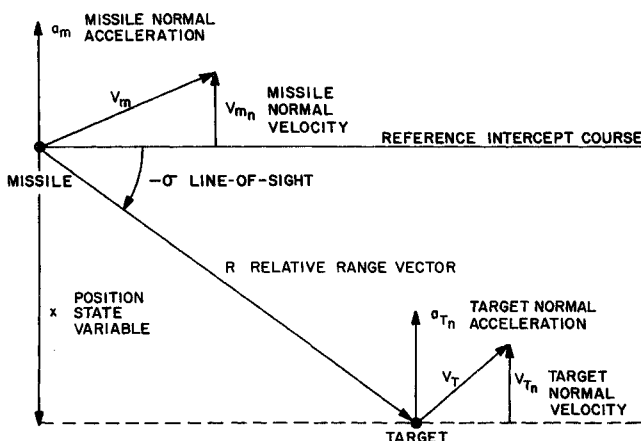 a_m MISSILE NORMAL
ACCELERATION
V_m
V_mn MISSILE
NORMAL
VELOCITY
REFERENCE INTERCEPT COURSE
MISSILE
-σ LINE-OF-SIGHT
R RELATIVE RANGE VECTOR
x POSITION
STATE
VARIABLE
a_Tn TARGET NORMAL
ACCELERATION
V_T
V_Tn TARGET
NORMAL
VELOCITY
TARGET